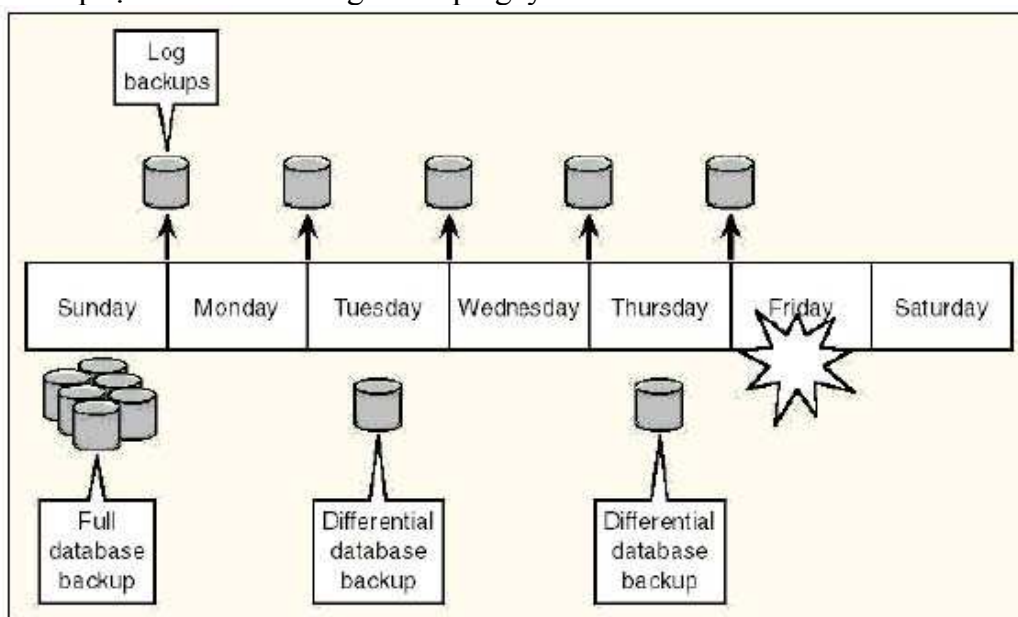 Log
backups
Sunday
Monday
Tuesday
Wednesday
Thursday
Friday
Saturday
Full
database
backup
Differential
database
backup
Differential
database
backup